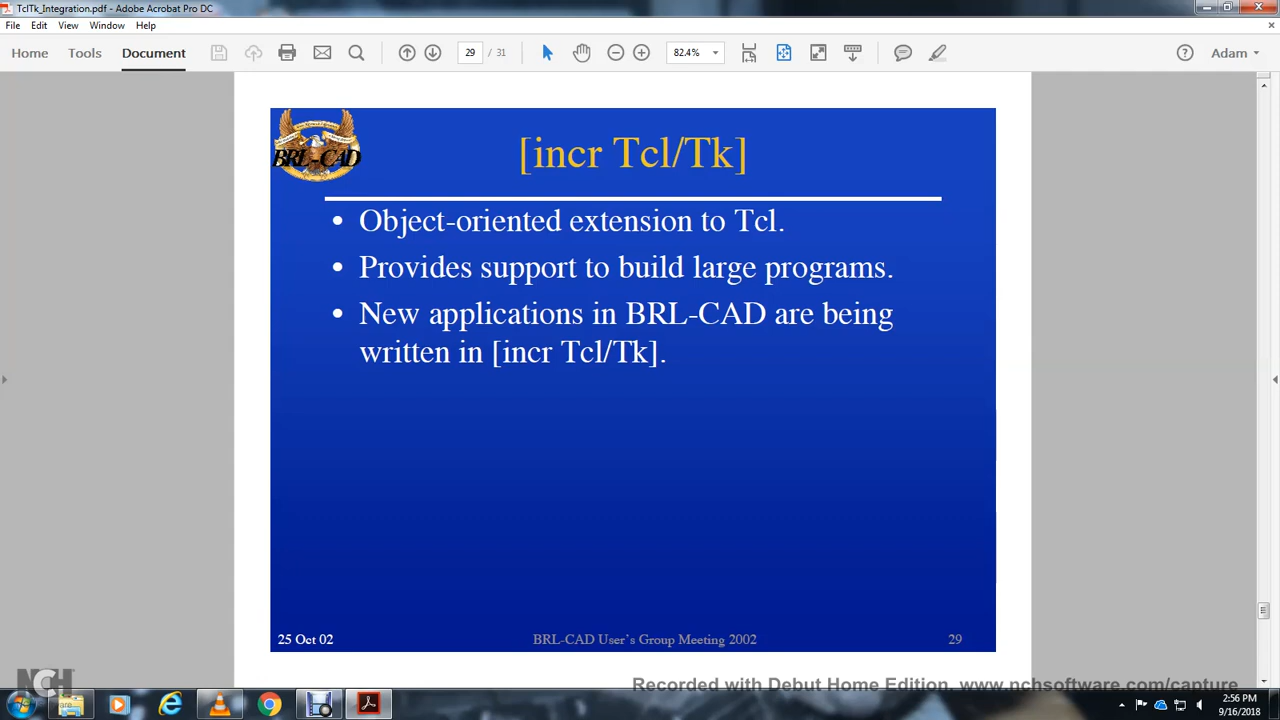 TclTk_Integration.pdf - Adobe Acrobat Pro DC
File Edit View Window Help
Home Tools Document 29 / 31 82.4% Adam
BRL-CAD
[incr Tcl/Tk]
• Object-oriented extension to Tcl.
• Provides support to build large programs.
• New applications in BRL-CAD are being
written in [incr Tcl/Tk].
25 Oct 02 BRL-CAD User's Group Meeting 2002 29
NCH
Recorded with Debut Home Edition. www.nchsoftware.com/capture
2:56 PM
9/16/2018